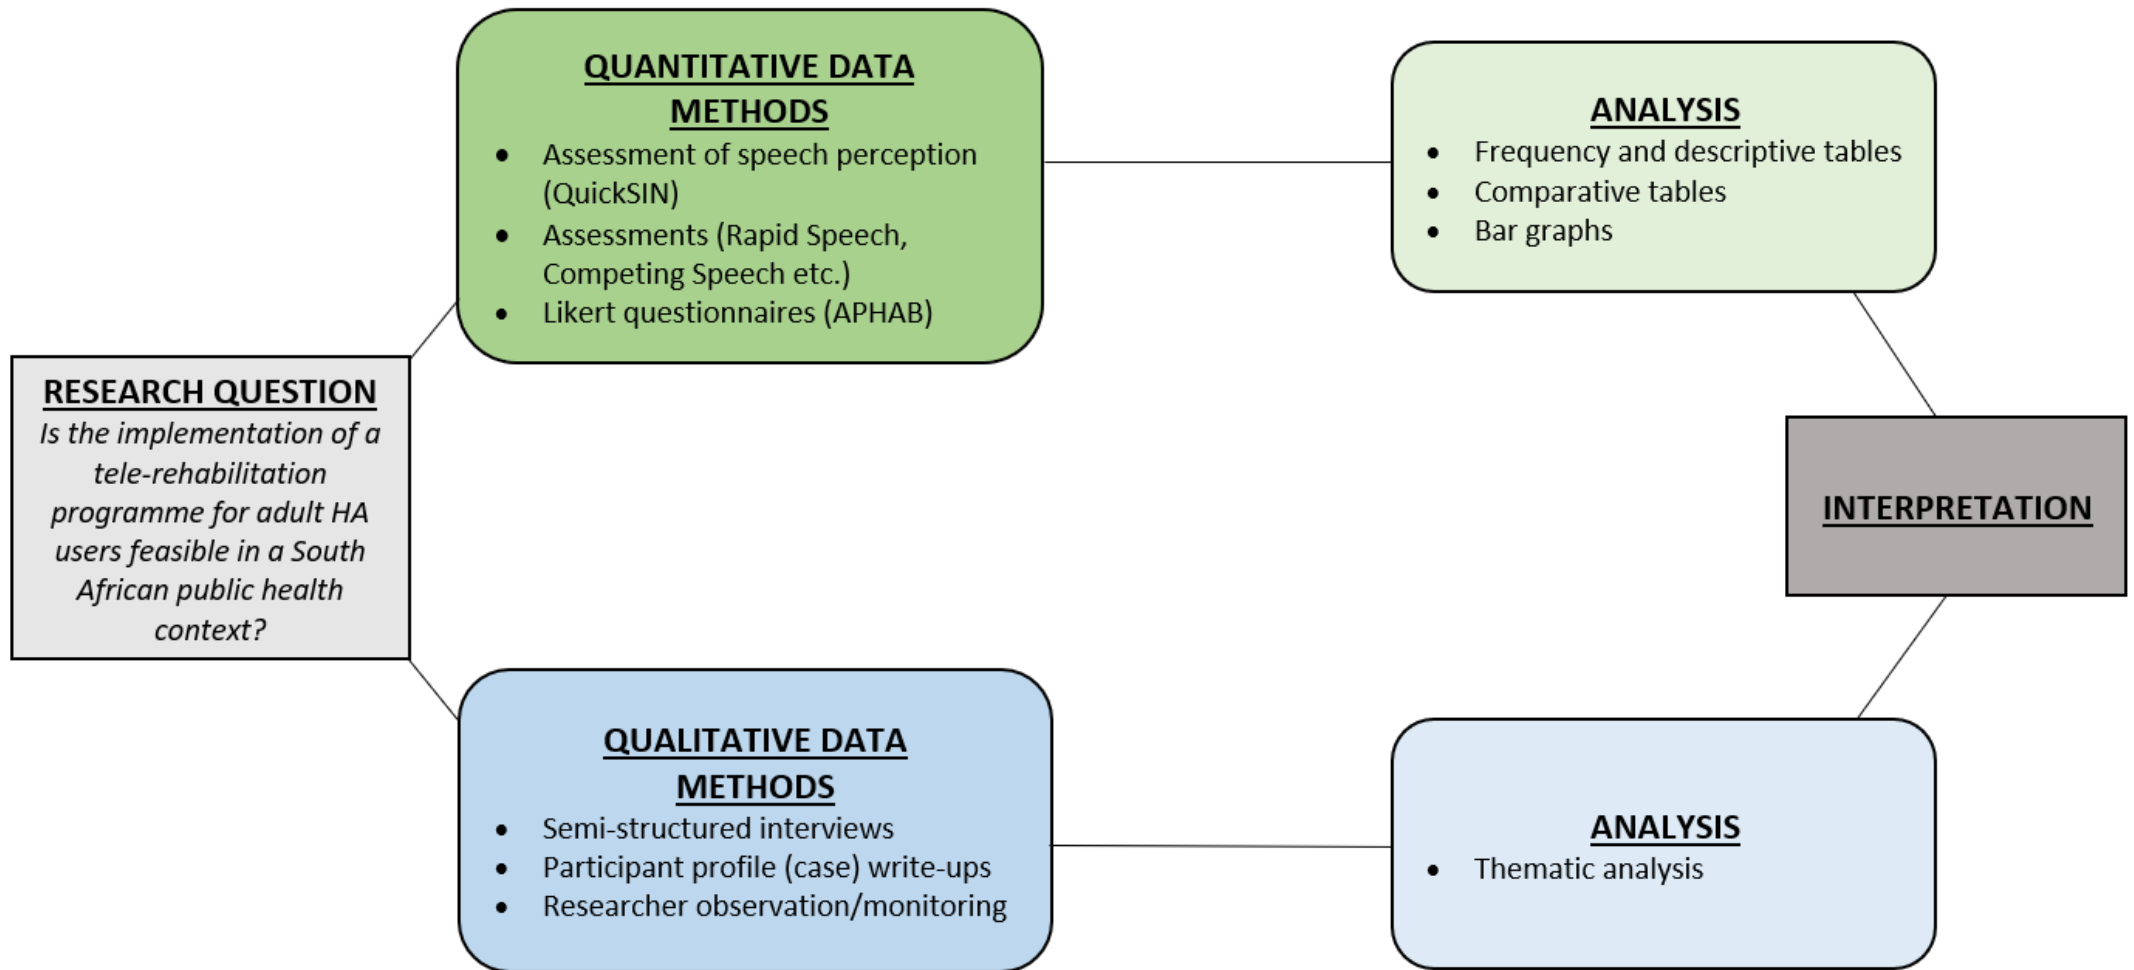 RESEARCH QUESTION
Is the implementation of a
tele-rehabilitation
programme for adult HA
users feasible in a South
African public health
context?
QUANTITATIVE DATA
METHODS
• Assessment of speech perception
(QuickSIN)
• Assessments (Rapid Speech,
Competing Speech etc.)
• Likert questionnaires (APHAB)
ANALYSIS
• Frequency and descriptive tables
• Comparative tables
• Bar graphs
QUALITATIVE DATA
METHODS
• Semi-structured interviews
• Participant profile (case) write-ups
• Researcher observation/monitoring
ANALYSIS
• Thematic analysis
INTERPRETATION